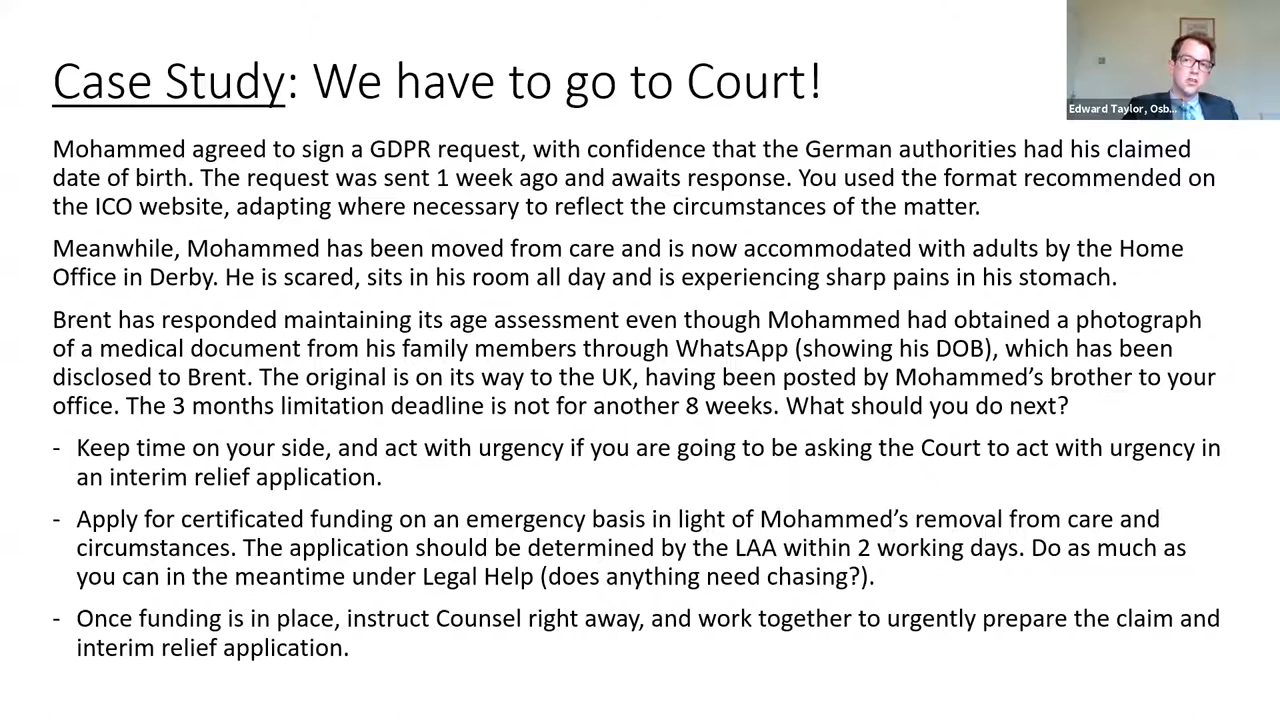 Case Study: We have to go to Court!
Edward Taylor, Osb...
Mohammed agreed to sign a GDPR request, with confidence that the German authorities had his claimed
date of birth. The request was sent 1 week ago and awaits response. You used the format recommended on
the ICO website, adapting where necessary to reflect the circumstances of the matter.
Meanwhile, Mohammed has been moved from care and is now accommodated with adults by the Home
Office in Derby. He is scared, sits in his room all day and is experiencing sharp pains in his stomach.
Brent has responded maintaining its age assessment even though Mohammed had obtained a photograph
of a medical document from his family members through WhatsApp (showing his DOB), which has been
disclosed to Brent. The original is on its way to the UK, having been posted by Mohammed’s brother to your
office. The 3 months limitation deadline is not for another 8 weeks. What should you do next?
- Keep time on your side, and act with urgency if you are going to be asking the Court to act with urgency in
an interim relief application.
- Apply for certificated funding on an emergency basis in light of Mohammed’s removal from care and
circumstances. The application should be determined by the LAA within 2 working days. Do as much as
you can in the meantime under Legal Help (does anything need chasing?).
- Once funding is in place, instruct Counsel right away, and work together to urgently prepare the claim and
interim relief application.